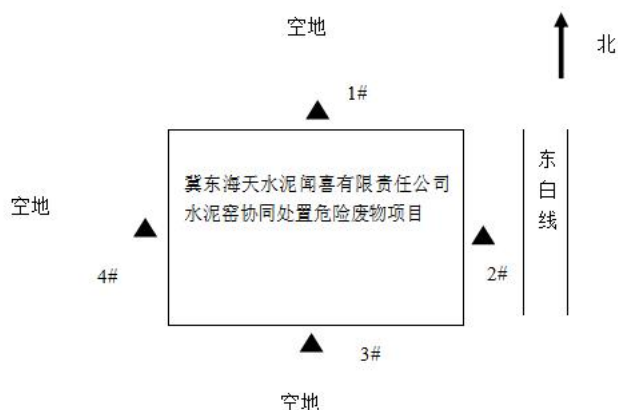 空地
北
1#
冀东海天水泥闻喜有限责任公司
水泥窑协同处置危险废物项目
东白线
空地
2#
4#
3#
空地